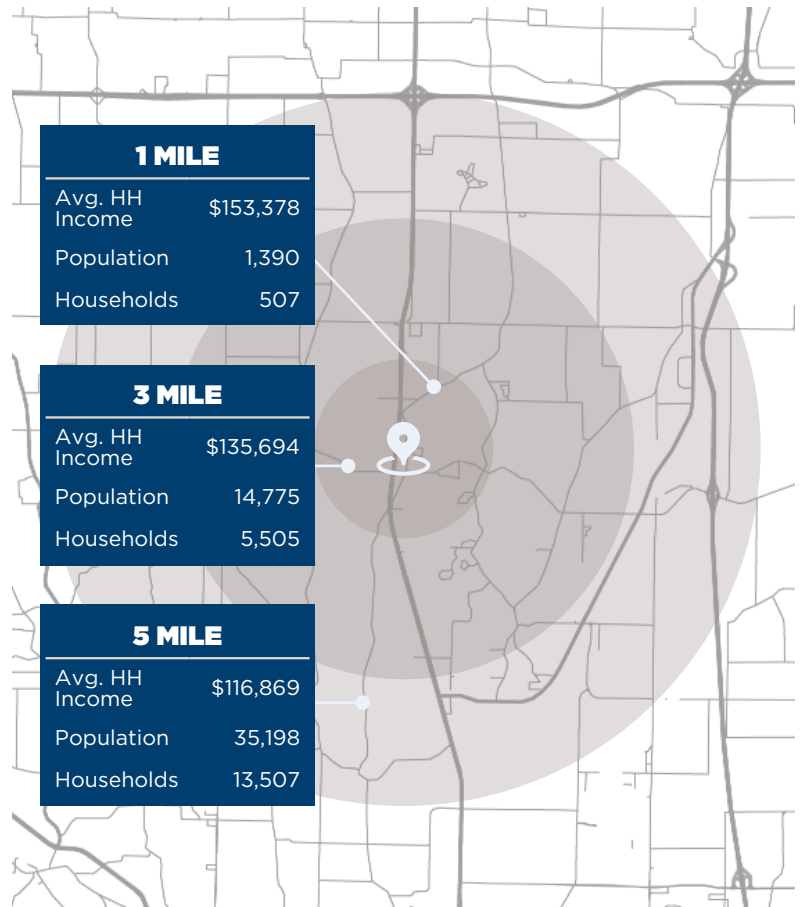 1 MILE
Avg. HH
Income $153,378
Population 1,390
Households 507
3 MILE
Avg. HH
Income $135,694
Population 14,775
Households 5,505
5 MILE
Avg. HH
Income $116,869
Population 35,198
Households 13,507